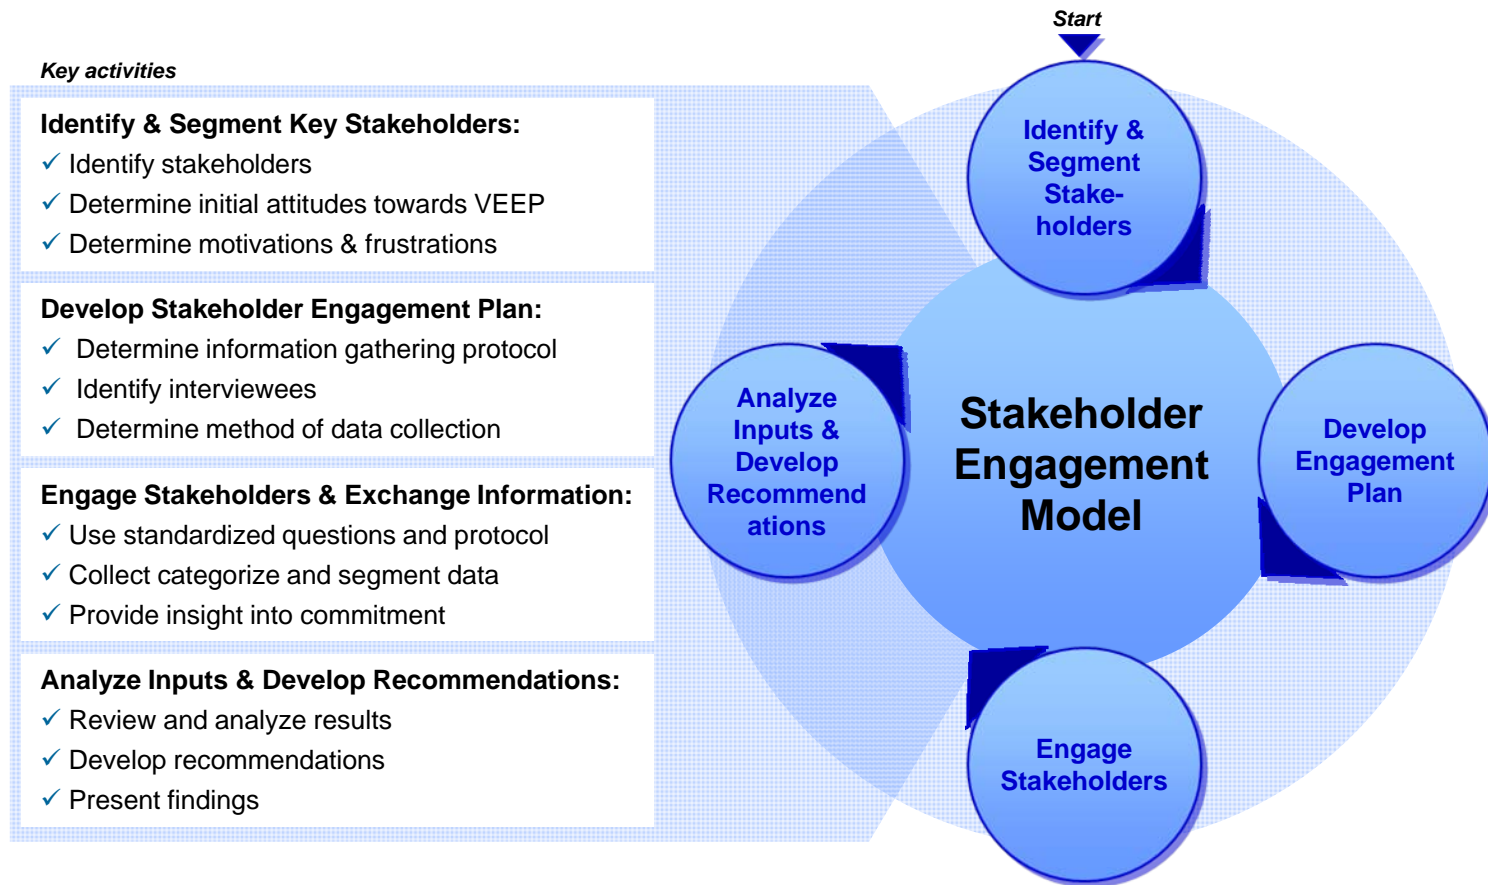 Start
Key activities
Identify & Segment Key Stakeholders:
✓ Identify stakeholders
✓ Determine initial attitudes towards VEEP
✓ Determine motivations & frustrations
Develop Stakeholder Engagement Plan:
✓ Determine information gathering protocol
✓ Identify interviewees
✓ Determine method of data collection
Engage Stakeholders & Exchange Information:
✓ Use standardized questions and protocol
✓ Collect categorize and segment data
✓ Provide insight into commitment
Analyze Inputs & Develop Recommendations:
✓ Review and analyze results
✓ Develop recommendations
✓ Present findings
Identify &
Segment
Stake-
holders
Develop
Engagement
Plan
Engage
Stakeholders
Analyze
Inputs &
Develop
Recommend
ations
Stakeholder
Engagement
Model